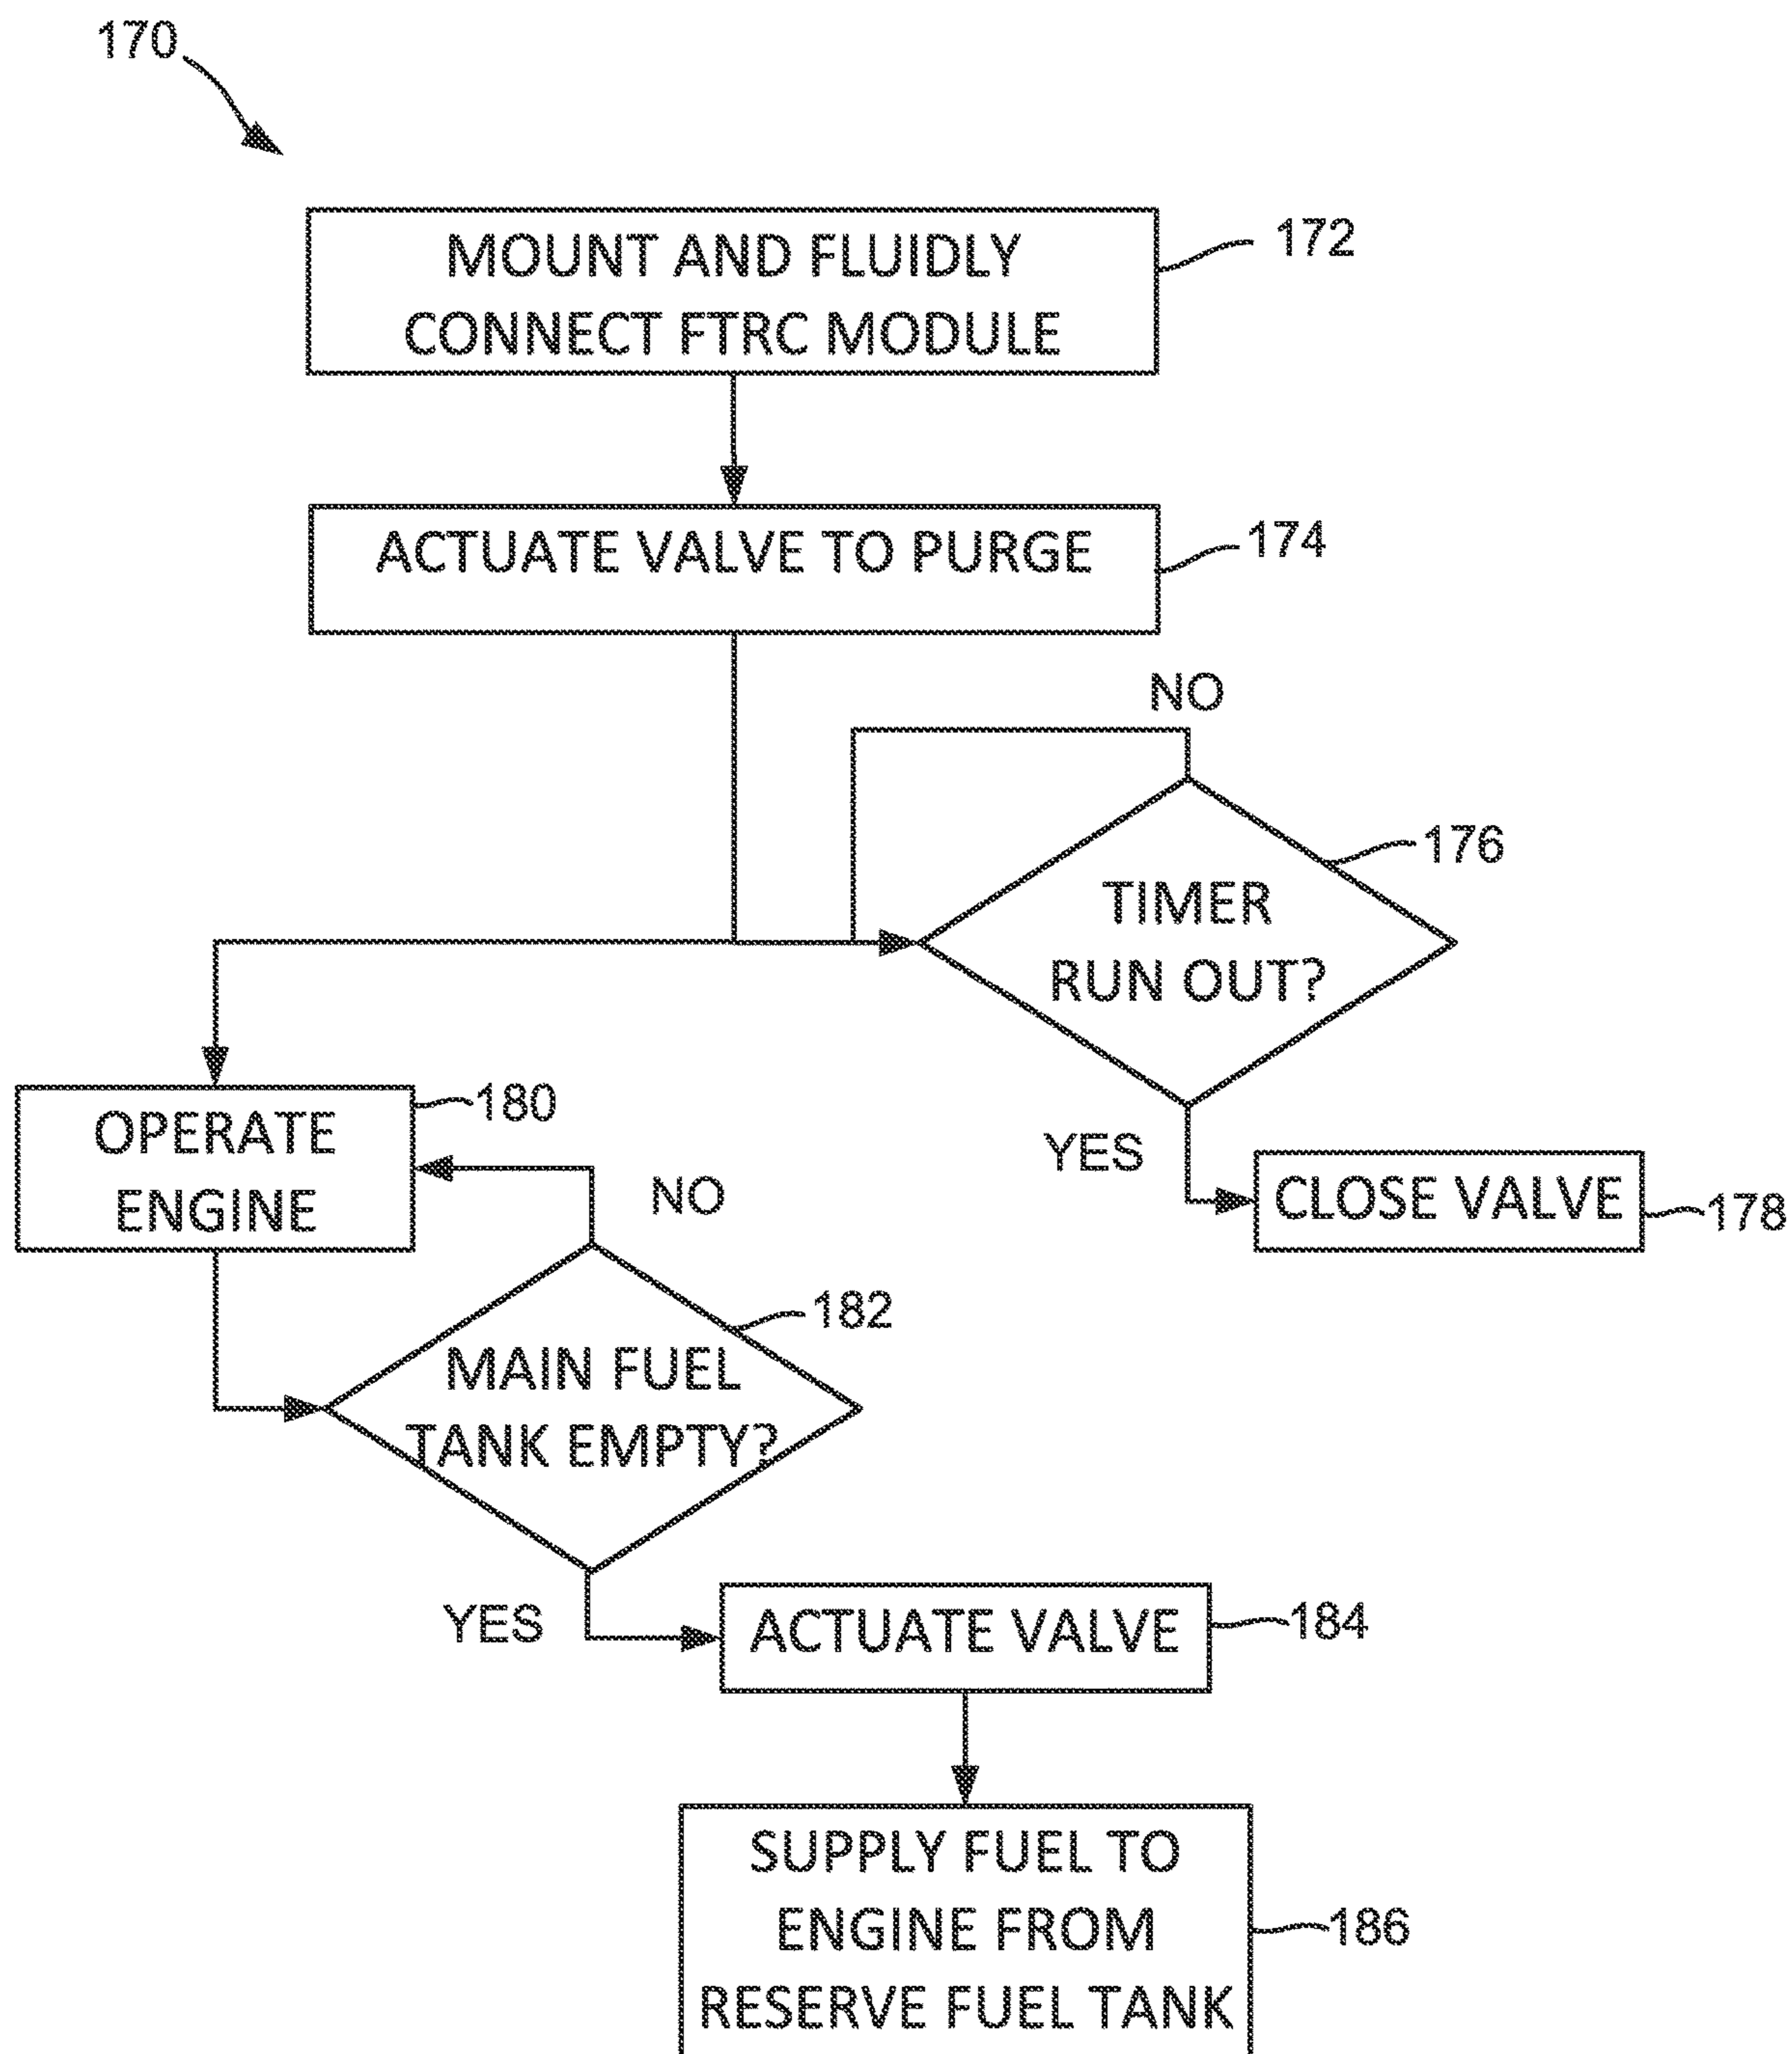 170
MOUNT AND FLUIDLY
CONNECT FTRC MODULE
172
ACTUATE VALVE TO PURGE
174
NO
TIMER
RUN OUT?
176
YES
CLOSE VALVE
178
OPERATE
ENGINE
180
NO
MAIN FUEL
TANK EMPTY?
182
YES
ACTUATE VALVE
184
SUPPLY FUEL TO
ENGINE FROM
RESERVE FUEL TANK
186